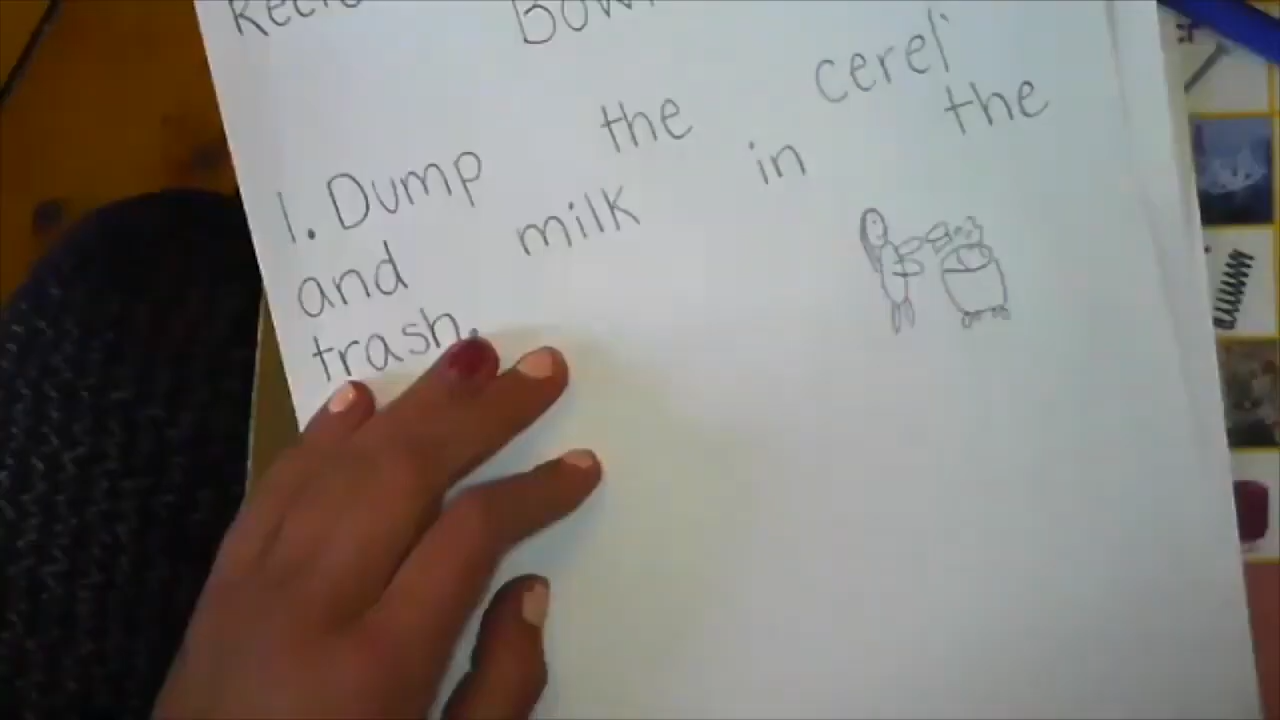 1. Dump the cerel
and milk in the
trash.